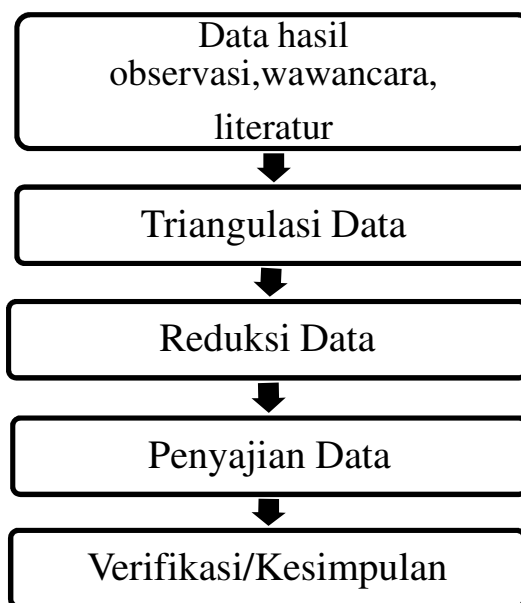 Data hasil
observasi,wawancara,
literatur
Triangulasi Data
Reduksi Data
Penyajian Data
Verifikasi/Kesimpulan